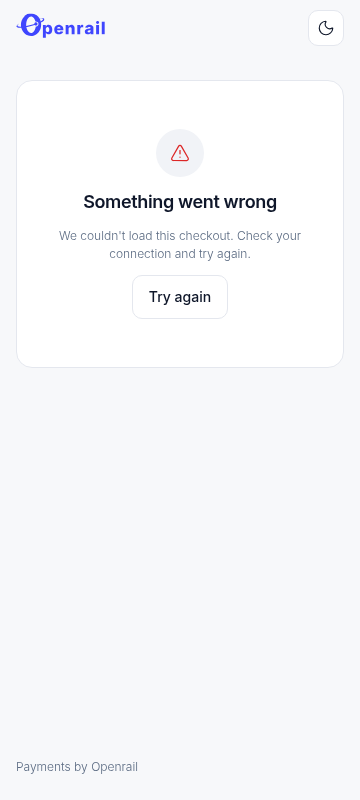 Openrail
Something went wrong
We couldn't load this checkout. Check your
connection and try again.
Try again
Payments by Openrail